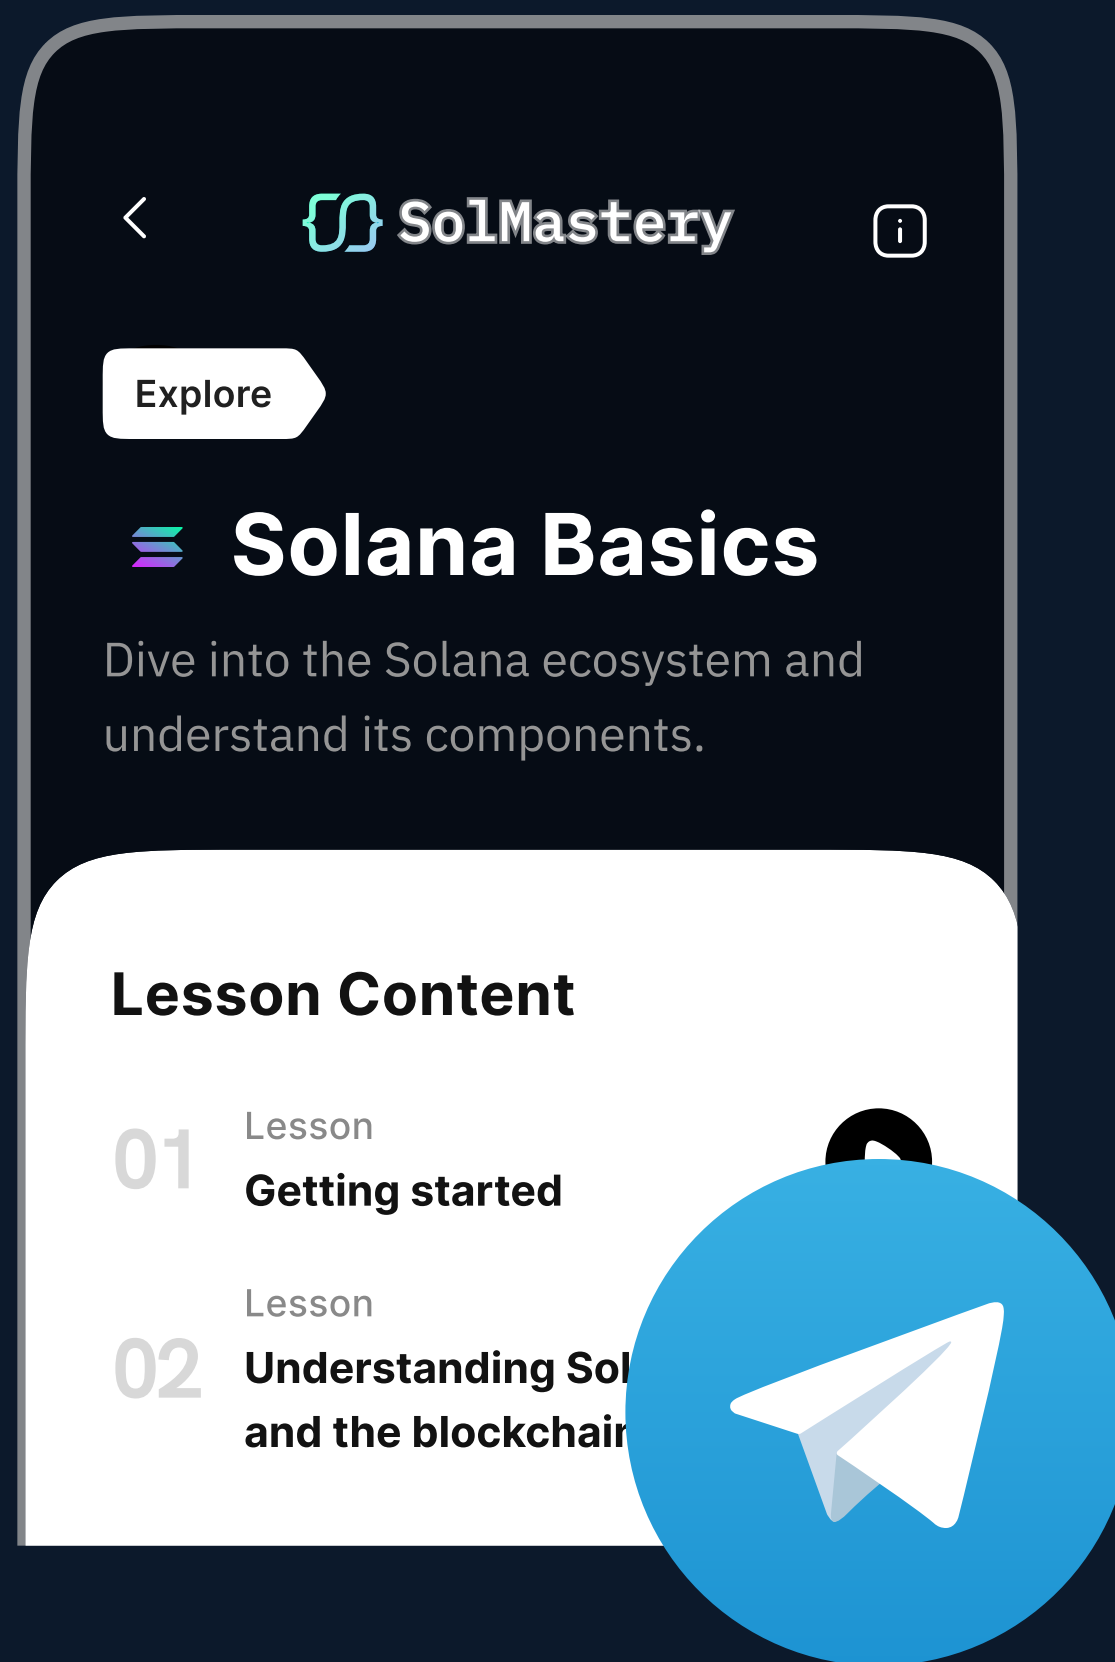 SolMastery
Explore
Solana Basics
Dive into the Solana ecosystem and
understand its components.
Lesson Content
Lesson
01
Getting started
Lesson
02
Understanding
and the